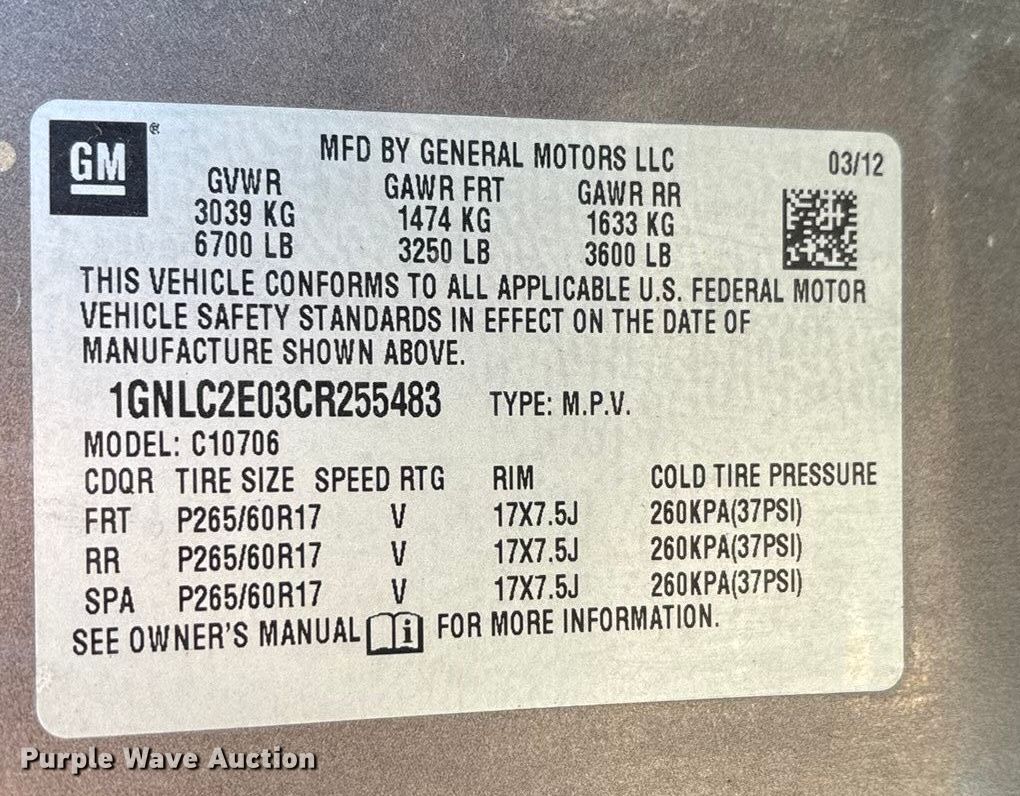 GM ®
MFD BY GENERAL MOTORS LLC 03/12
GVWR GAWR FRT GAWR RR
3039 KG 1474 KG 1633 KG
6700 LB 3250 LB 3600 LB
THIS VEHICLE CONFORMS TO ALL APPLICABLE U.S. FEDERAL MOTOR
VEHICLE SAFETY STANDARDS IN EFFECT ON THE DATE OF
MANUFACTURE SHOWN ABOVE.
1GNLC2E03CR255483 TYPE: M.P.V.
MODEL: C10706
CDQR TIRE SIZE SPEED RTG RIM COLD TIRE PRESSURE
FRT P265/60R17 V 17X7.5J 260KPA(37PSI)
RR P265/60R17 V 17X7.5J 260KPA(37PSI)
SPA P265/60R17 V 17X7.5J 260KPA(37PSI)
SEE OWNER'S MANUAL i FOR MORE INFORMATION.
Purple Wave Auction